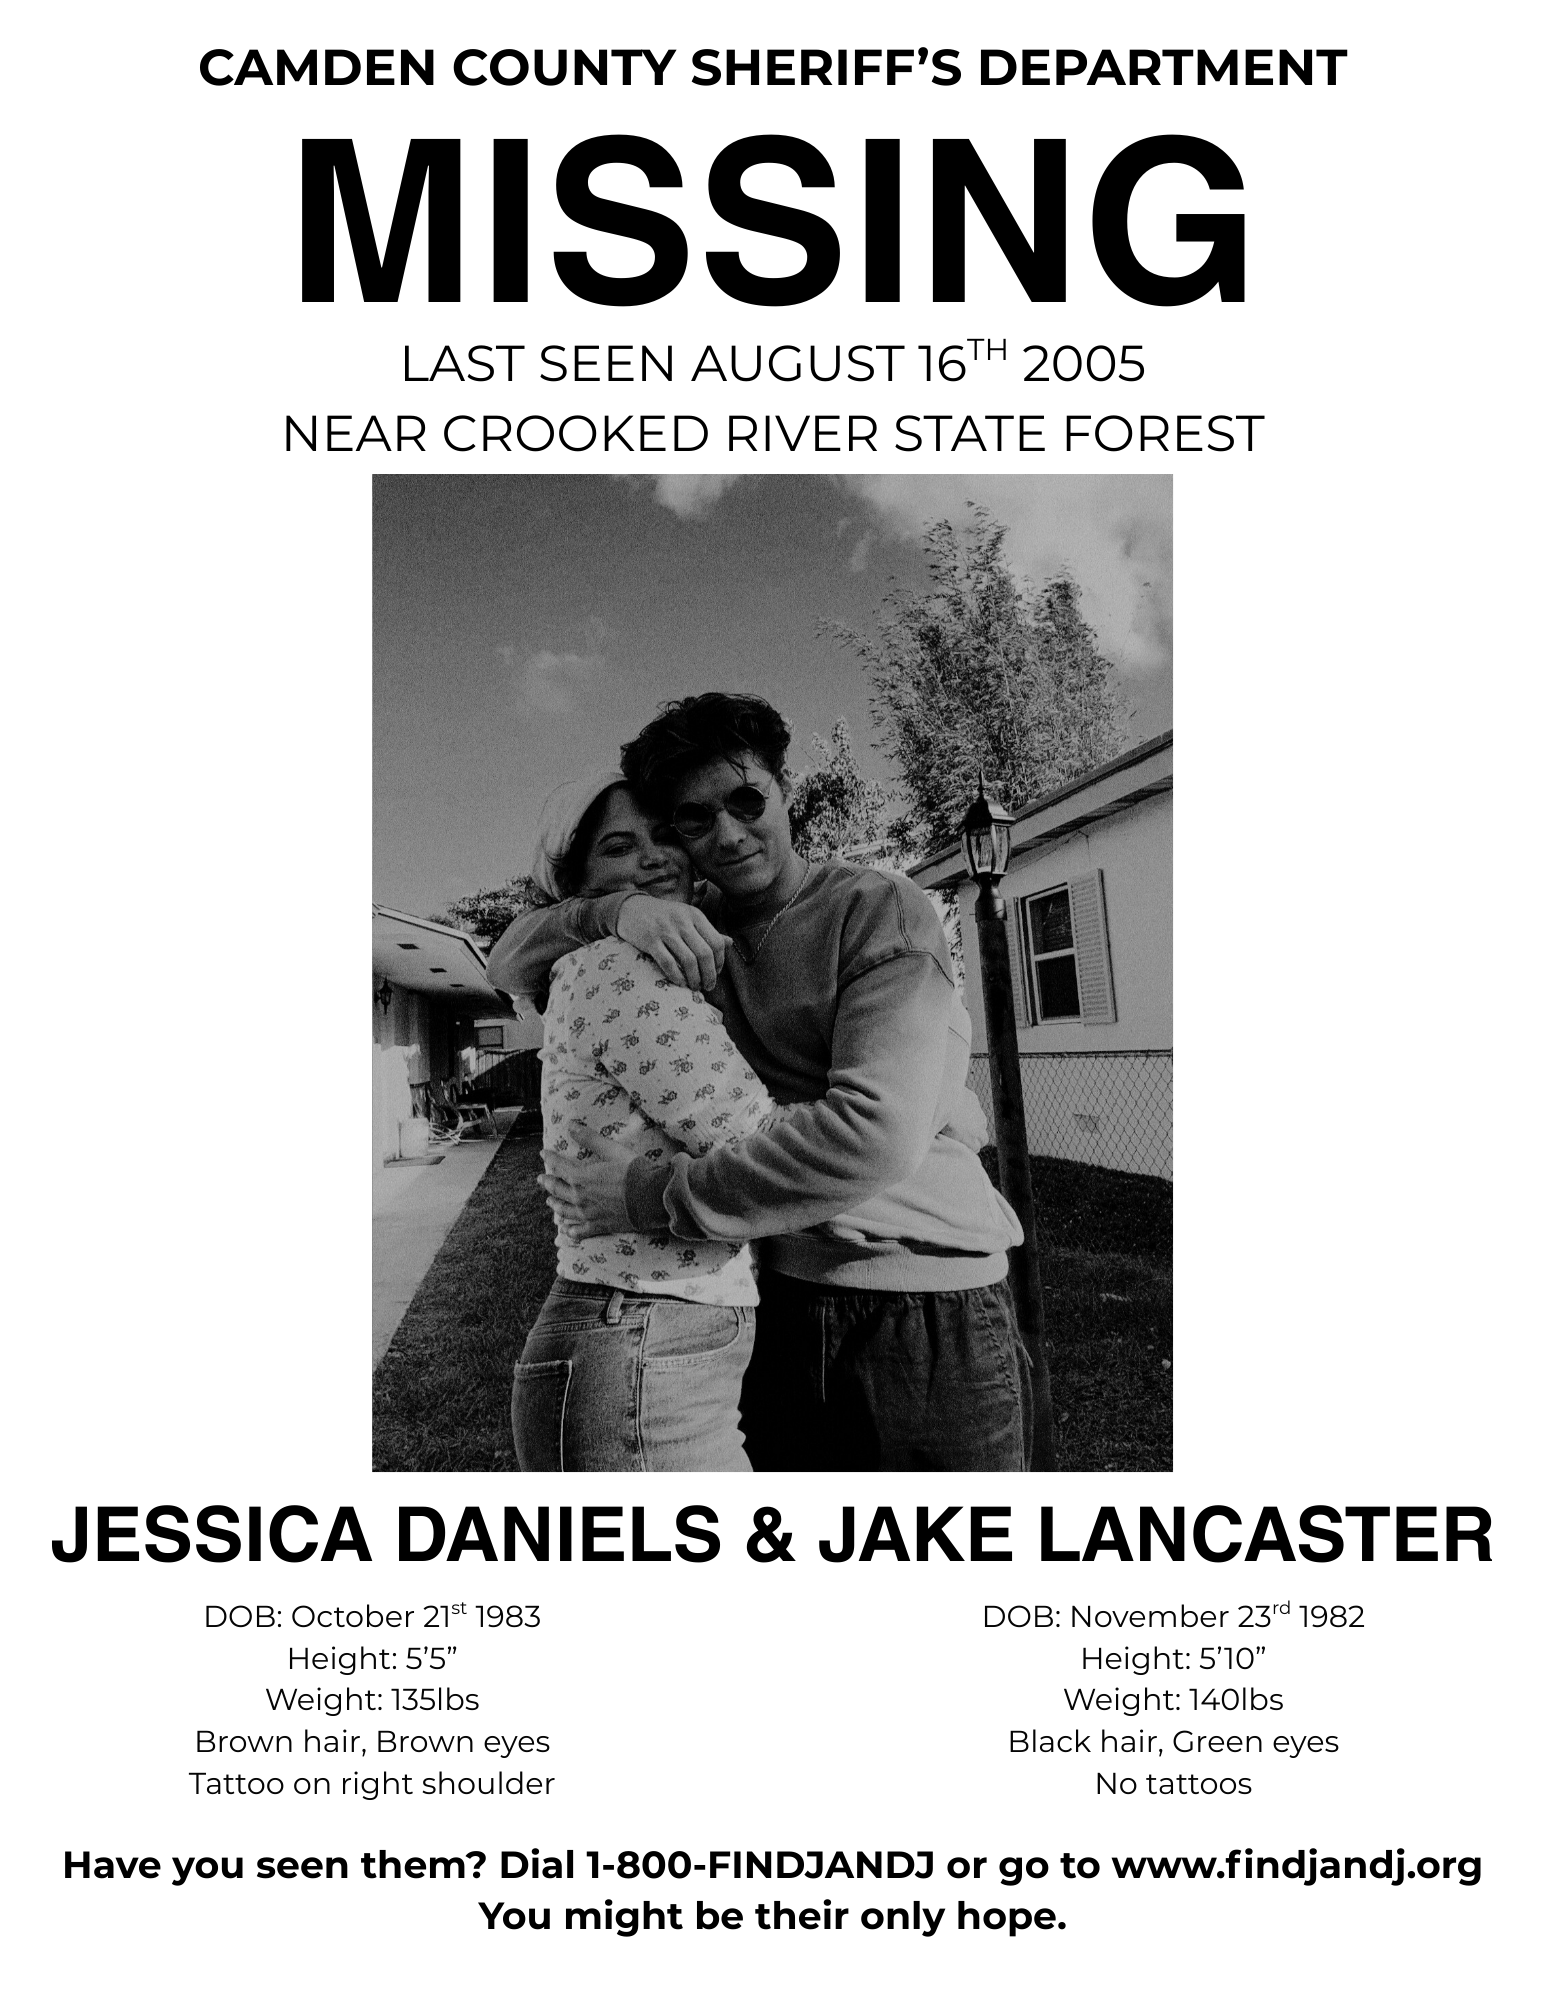 CAMDEN COUNTY SHERIFF’S DEPARTMENT
MISSING
LAST SEEN AUGUST 16TH 2005
NEAR CROOKED RIVER STATE FOREST
JESSICA DANIELS & JAKE LANCASTER
DOB: October 21st 1983
Height: 5’5”
Weight: 135lbs
Brown hair, Brown eyes
Tattoo on right shoulder
DOB: November 23rd 1982
Height: 5’10”
Weight: 140lbs
Black hair, Green eyes
No tattoos
Have you seen them? Dial 1-800-FINDJANDJ or go to www.findjandj.org
You might be their only hope.